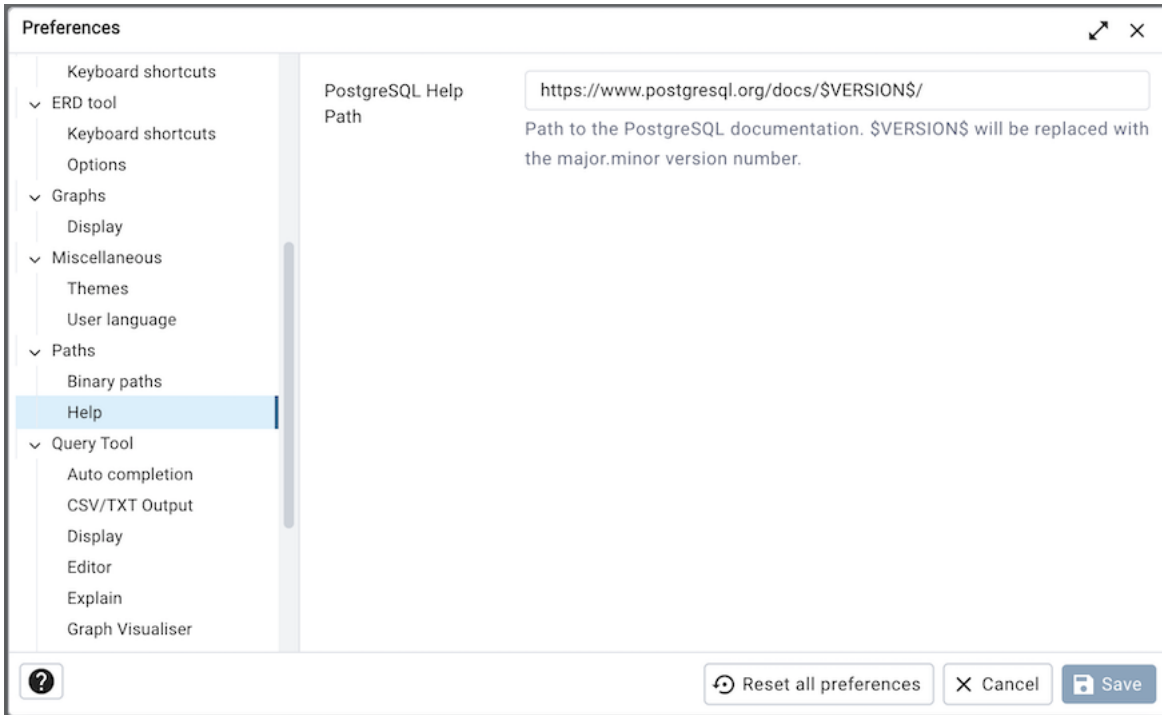 Preferences
Keyboard shortcuts
ERD tool
Keyboard shortcuts
Options
Graphs
Display
Miscellaneous
Themes
User language
Paths
Binary paths
Help
Query Tool
Auto completion
CSV/TXT Output
Display
Editor
Explain
Graph Visualiser
PostgreSQL Help
Path
https://www.postgresql.org/docs/$VERSION$/
Path to the PostgreSQL documentation. $VERSION$ will be replaced with
the major.minor version number.
?
Reset all preferences
Cancel
Save